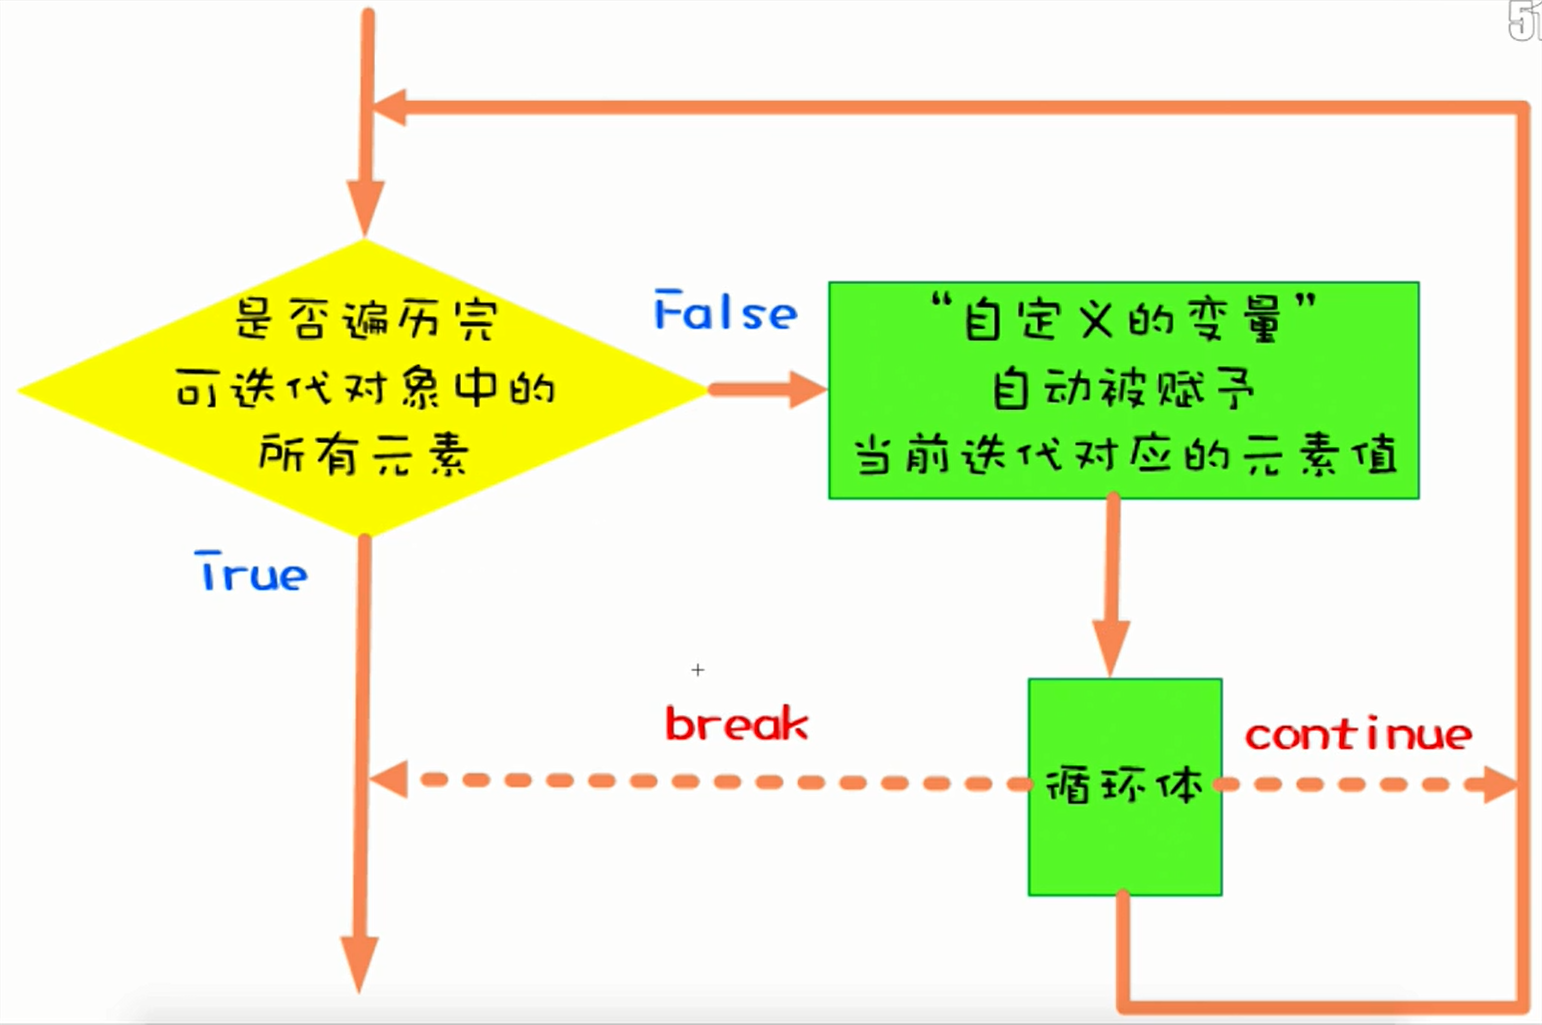 是否遍历完
可迭代对象中的
所有元素
False
“自定义的变量”
自动被赋予
当前迭代对应的元素值
True
break
continue
循环体